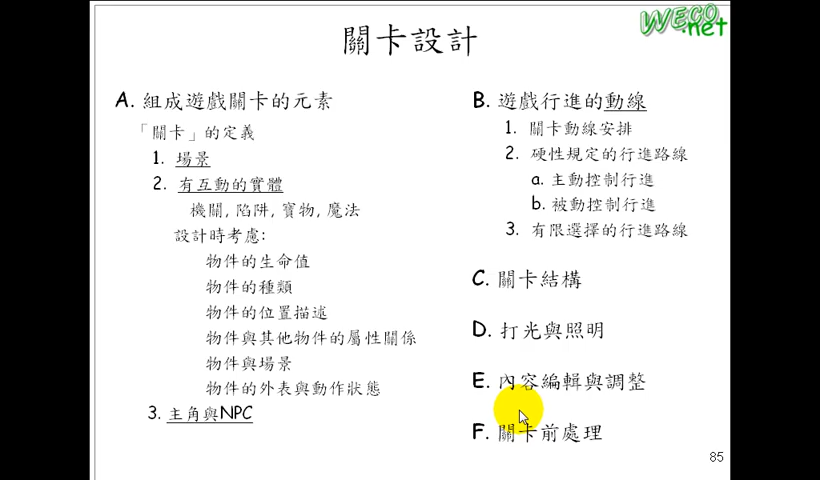 WECO.net
關卡設計
A. 組成遊戲關卡的元素
「關卡」的定義
1. 場景
2. 有互動的實體
機關, 陷阱, 寶物, 魔法
設計時考慮:
物件的生命值
物件的種類
物件的位置描述
物件與其他物件的屬性關係
物件與場景
物件的外表與動作狀態
3. 主角與NPC
B. 遊戲行進的動線
1. 關卡動線安排
2. 硬性規定的行進路線
a. 主動控制行進
b. 被動控制行進
3. 有限選擇的行進路線
C. 關卡結構
D. 打光與照明
E. 內容編輯與調整
F. 關卡前處理
85